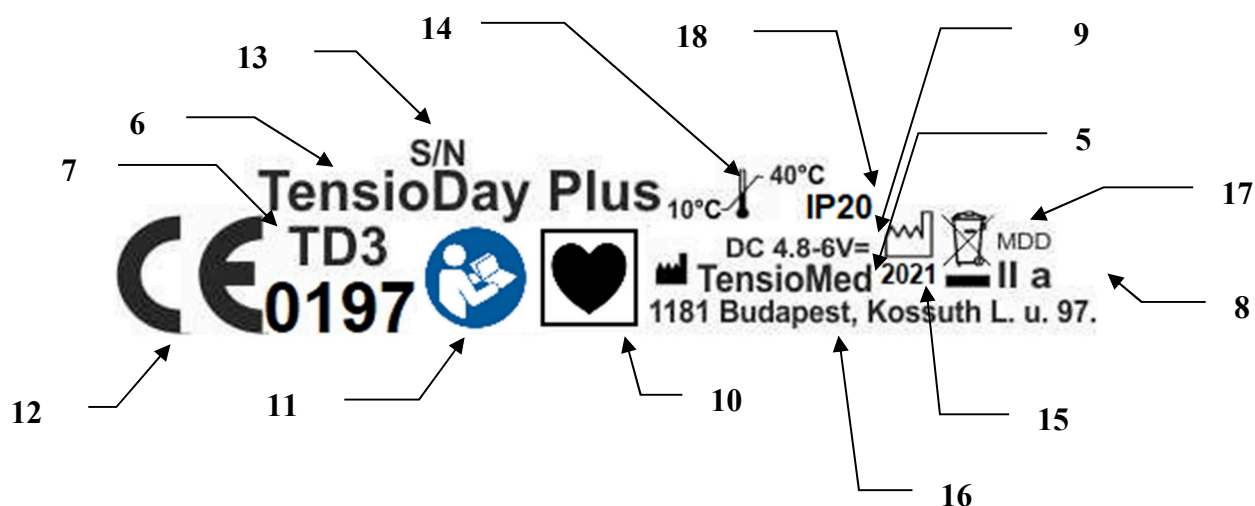 14
18
9
13
6
5
S/N
7
17
TensioDay Plus
40°C
10°C
IP20
TD3
DC 4.8-6V=
MDD
TensioMed
2021
II a
0197
1181 Budapest, Kossuth L. u. 97.
8
12
11
10
15
16